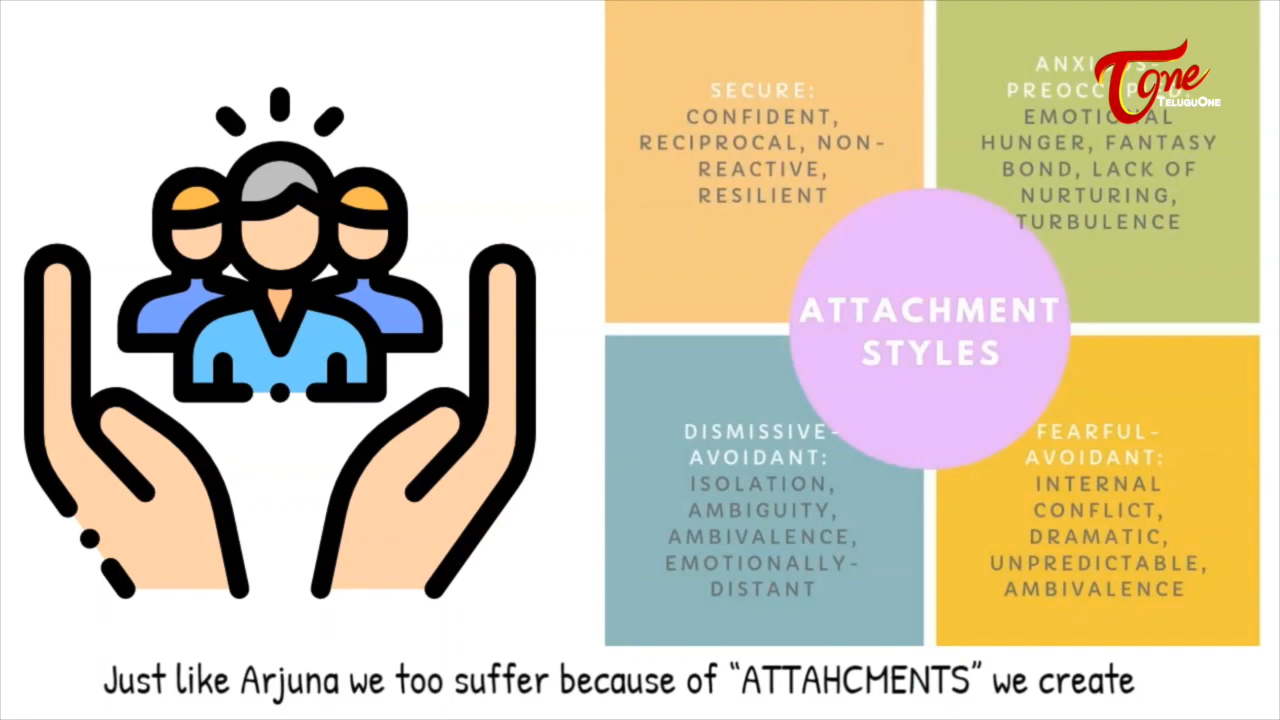 SECURE:
CONFIDENT,
RECIPROCAL, NON-
REACTIVE,
RESILIENT
EMOTIONAL
HUNGER, FANTASY
BOND, LACK OF
NURTURING,
TURBULENCE
Tone
TELUGUONE
ATTACHMENT
STYLES
DISMISSIVE-
AVOIDANT:
ISOLATION,
AMBIGUITY,
AMBIVALENCE,
EMOTIONALLY-
DISTANT
FEARFUL-
AVOIDANT:
INTERNAL
CONFLICT,
DRAMATIC,
UNPREDICTABLE,
AMBIVALENCE
Just like Arjuna we too suffer because of “ATTAHCMENTS” we create